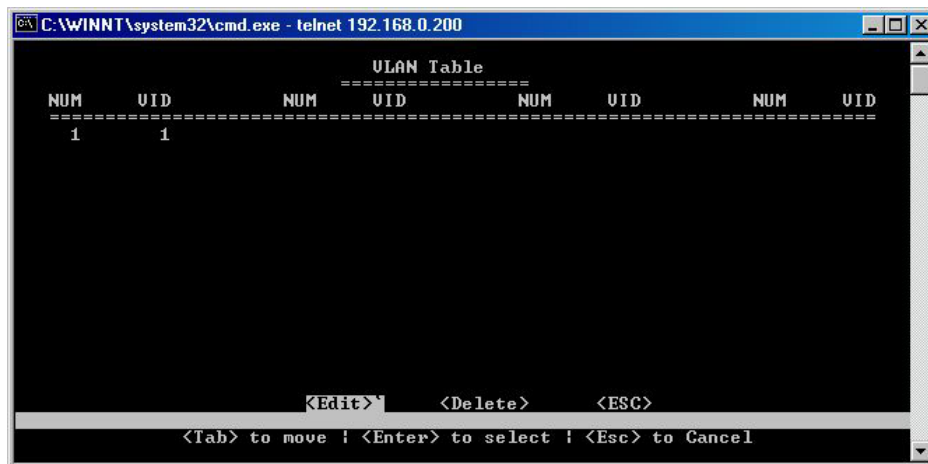 C:\WINNT\system32\cmd.exe - telnet 192.168.0.200
VLAN Table
==================
NUM VID NUM VID NUM VID NUM VID
================================================================================
1 1
<Edit>` <Delete> <ESC>
<Tab> to move ¦ <Enter> to select ¦ <Esc> to Cancel